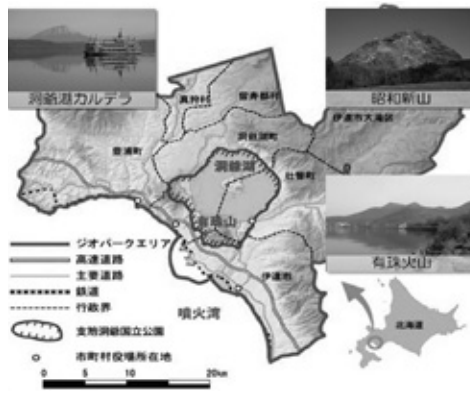 洞爺湖カルデラ
昭和新山
真狩村
留寿都村
伊達市大滝区
洞爺湖町
豊浦町
洞爺湖
壮瞥町
有珠山
有珠火山
伊達市
ジオパークエリア
高速道路
主要道路
鉄道
行政界
支笏洞爺国立公園
市町村役場所在地
噴火湾
北海道
0 5 10 20km